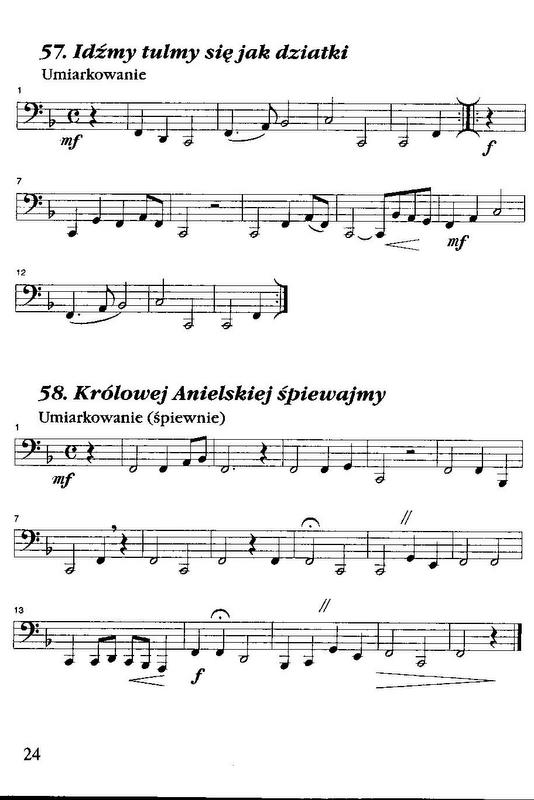 57. Idźmy tulmy się jak dziatki
Umiarkowanie
1
mf
f
7
mf
12
58. Królowej Anielskiej śpiewajmy
Umiarkowanie (śpiewnie)
1
mf
7
13
f
24